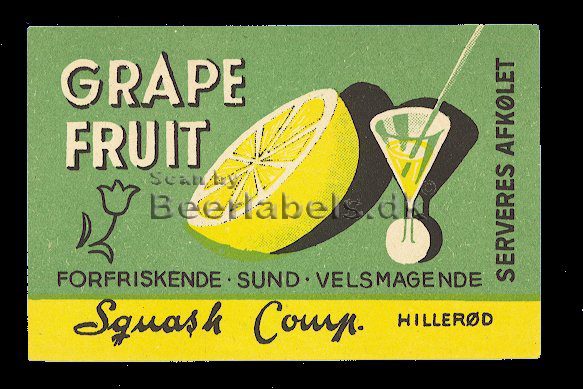 GRAPE
FRUIT
SERVERES AFKØLET
Scan by
Beerlabels.dk
FORFRISKENDE · SUND · VELSMAGENDE
Squash Comp.
HILLERØD